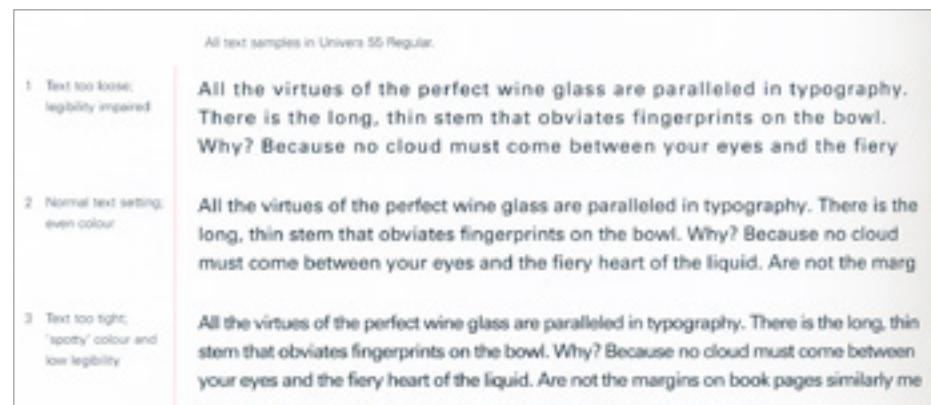 All text samples in Univers 55 Regular.
1 Text too loose;
legibility impaired
All the virtues of the perfect wine glass are paralleled in typography.
There is the long, thin stem that obviates fingerprints on the bowl.
Why? Because no cloud must come between your eyes and the fiery
2 Normal text setting;
even colour
All the virtues of the perfect wine glass are paralleled in typography. There is the
long, thin stem that obviates fingerprints on the bowl. Why? Because no cloud
must come between your eyes and the fiery heart of the liquid. Are not the marg
3 Text too tight;
'spotty' colour and
low legibility
All the virtues of the perfect wine glass are paralleled in typography. There is the long, thin
stem that obviates fingerprints on the bowl. Why? Because no cloud must come between
your eyes and the fiery heart of the liquid. Are not the margins on book pages similarly me